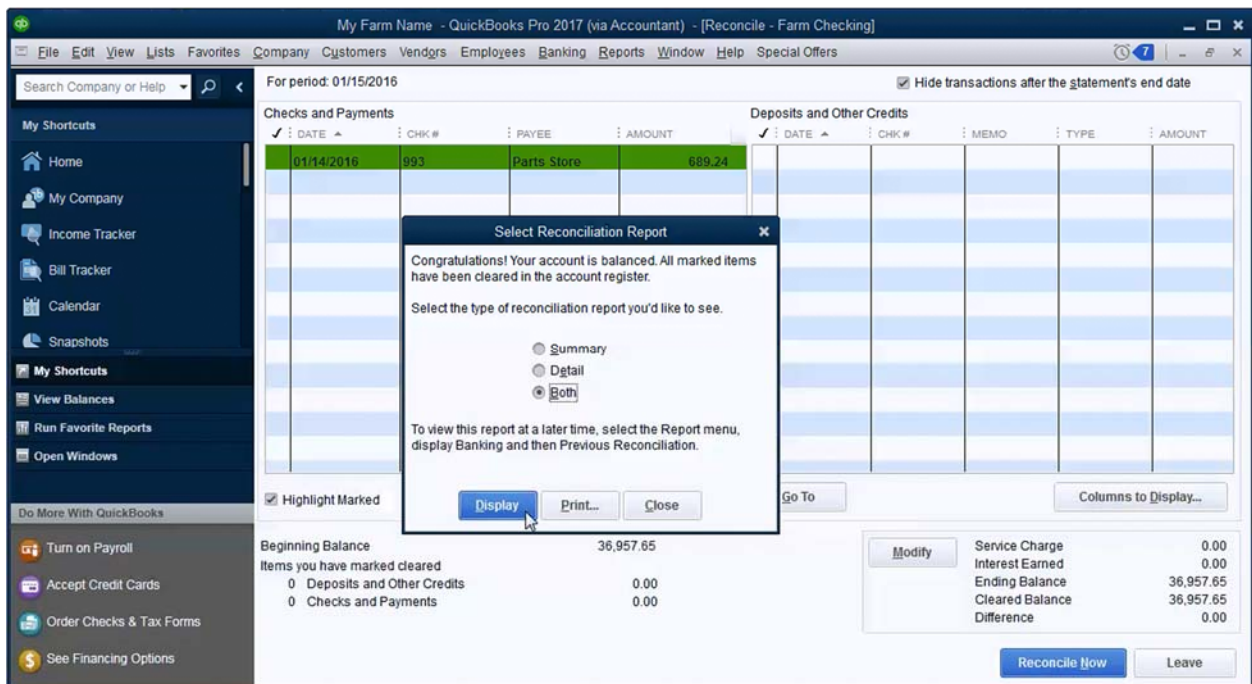 qb
My Farm Name - QuickBooks Pro 2017 (via Accountant) - [Reconcile - Farm Checking]
File Edit View Lists Favorites Company Customers Vendors Employees Banking Reports Window Help Special Offers 7
Search Company or Help
For period: 01/15/2016
Hide transactions after the statement's end date
My Shortcuts
Home
My Company
Income Tracker
Bill Tracker
Calendar
Snapshots
My Shortcuts
View Balances
Run Favorite Reports
Open Windows
Do More With QuickBooks
Turn on Payroll
Accept Credit Cards
Order Checks & Tax Forms
See Financing Options
Checks and Payments
DATE CHK # PAYEE AMOUNT
01/14/2016 993 Parts Store 689.24
Deposits and Other Credits
DATE CHK # MEMO TYPE AMOUNT
Select Reconciliation Report
Congratulations! Your account is balanced. All marked items
have been cleared in the account register.
Select the type of reconciliation report you'd like to see.
Summary
Detail
Both
To view this report at a later time, select the Report menu,
display Banking and then Previous Reconciliation.
Display Print... Close
Highlight Marked
Go To
Columns to Display...
Beginning Balance 36,957.65
Items you have marked cleared
0 Deposits and Other Credits 0.00
0 Checks and Payments 0.00
Modify
Service Charge 0.00
Interest Earned 0.00
Ending Balance 36,957.65
Cleared Balance 36,957.65
Difference 0.00
Reconcile Now Leave